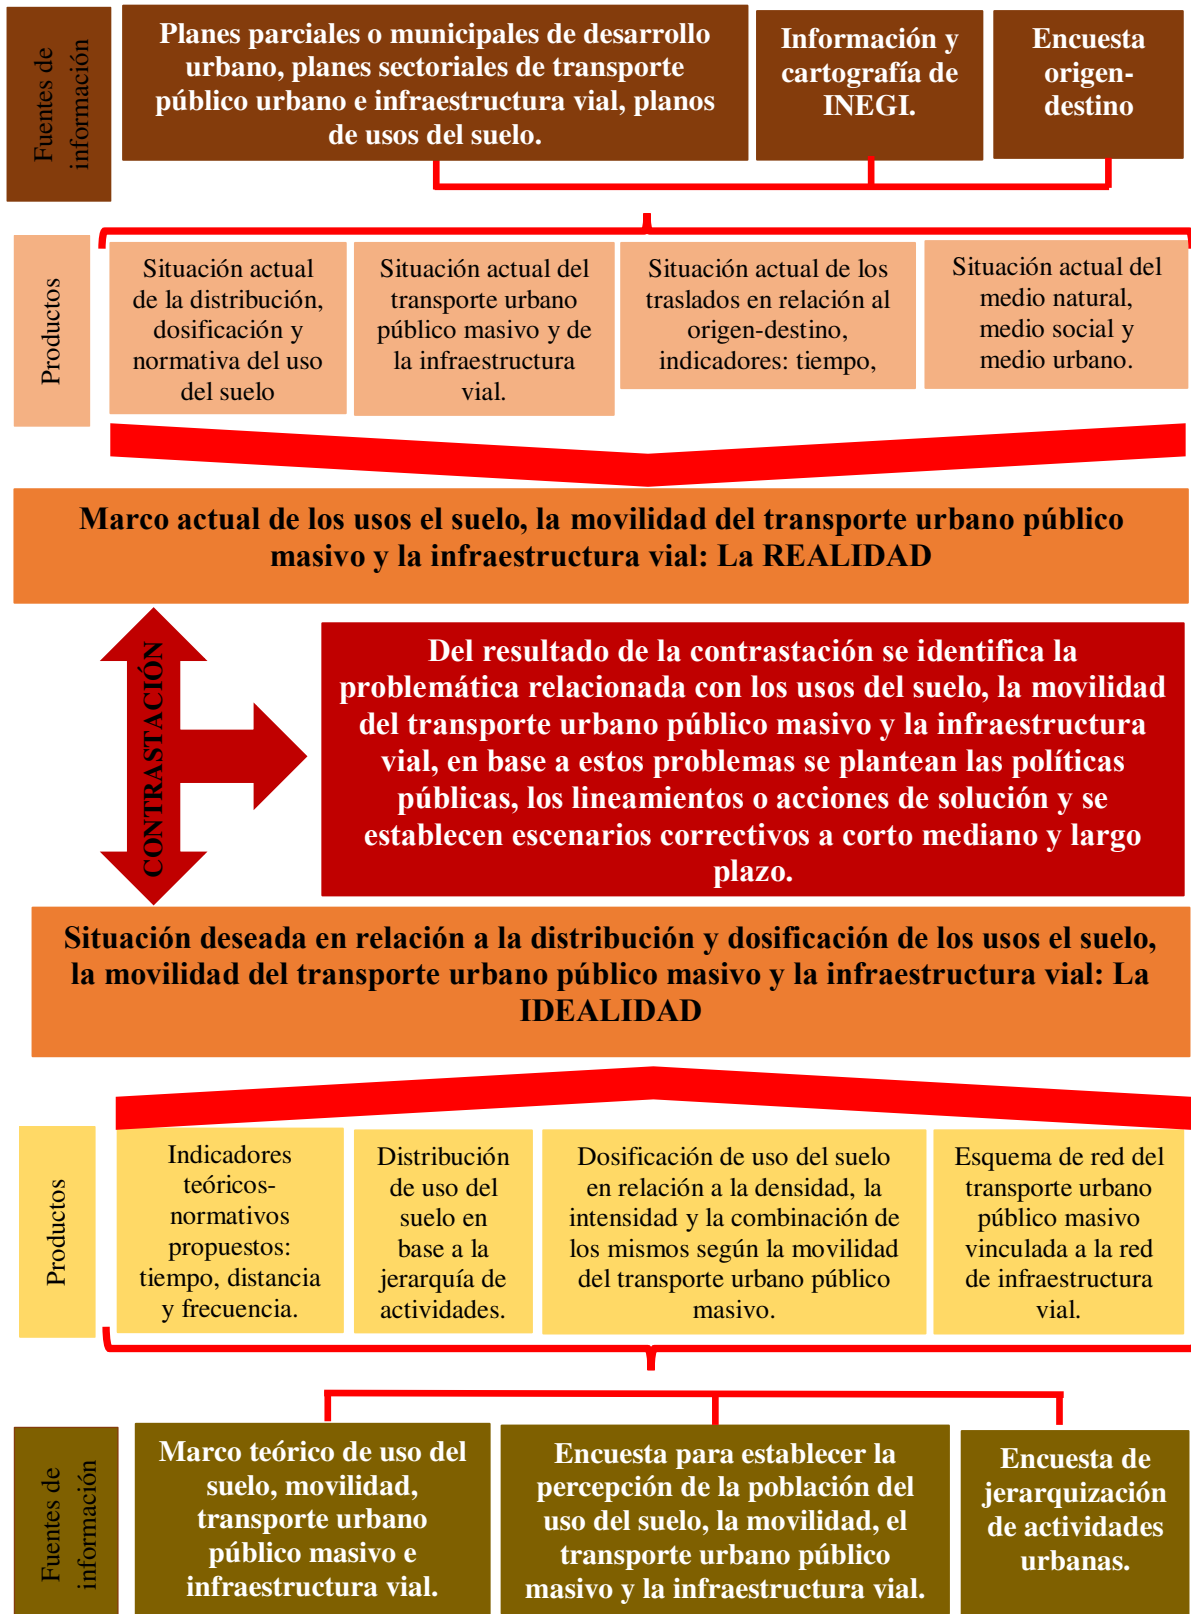 Fuentes de
información
Planes parciales o municipales de desarrollo
urbano, planes sectoriales de transporte
público urbano e infraestructura vial, planos
de usos del suelo.
Información y
cartografía de
INEGI.
Encuesta
origen-
destino
Productos
Situación actual
de la distribución,
dosificación y
normativa del uso
del suelo
Situación actual del
transporte urbano
público masivo y de
la infraestructura
vial.
Situación actual de los
traslados en relación al
origen-destino,
indicadores: tiempo,
Situación actual del
medio natural,
medio social y
medio urbano.
Marco actual de los usos el suelo, la movilidad del transporte urbano público
masivo y la infraestructura vial: La REALIDAD
CONTRASTACIÓN
Del resultado de la contrastación se identifica la
problemática relacionada con los usos del suelo, la movilidad
del transporte urbano público masivo y la infraestructura
vial, en base a estos problemas se plantean las políticas
públicas, los lineamientos o acciones de solución y se
establecen escenarios correctivos a corto mediano y largo
plazo.
Situación deseada en relación a la distribución y dosificación de los usos el suelo,
la movilidad del transporte urbano público masivo y la infraestructura vial: La
IDEALIDAD
Productos
Indicadores
teóricos-
normativos
propuestos:
tiempo, distancia
y frecuencia.
Distribución
de uso del
suelo en
base a la
jerarquía de
actividades.
Dosificación de uso del suelo
en relación a la densidad, la
intensidad y la combinación de
los mismos según la movilidad
del transporte urbano público
masivo.
Esquema de red del
transporte urbano
público masivo
vinculada a la red
de infraestructura
vial.
Fuentes de
información
Marco teórico de uso del
suelo, movilidad,
transporte urbano
público masivo e
infraestructura vial.
Encuesta para establecer la
percepción de la población del
uso del suelo, la movilidad, el
transporte urbano público
masivo y la infraestructura vial.
Encuesta de
jerarquización
de actividades
urbanas.